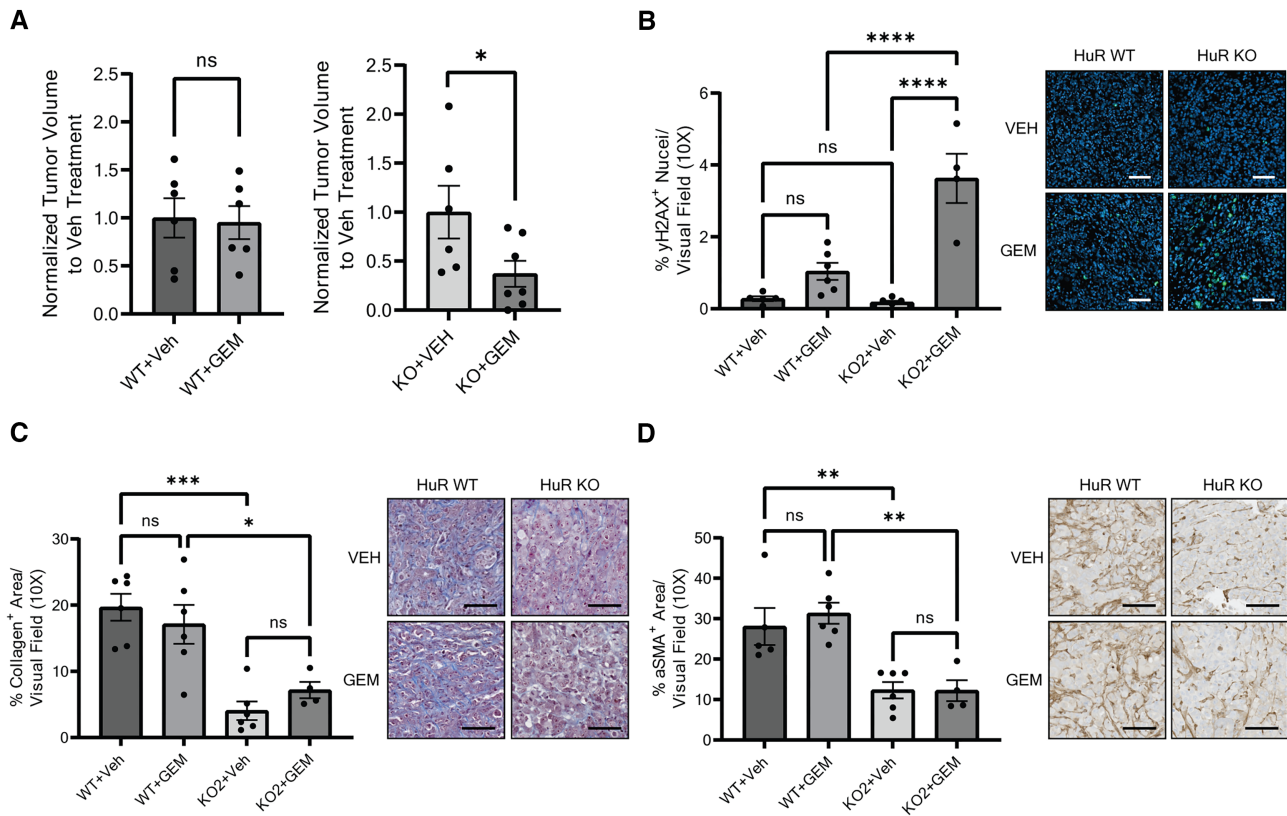 A
Normalized Tumor Volume
to Veh Treatment
2.5
2.0
1.5
1.0
0.5
0.0
ns
WT+Veh
WT+GEM
Normalized Tumor Volume
to Veh Treatment
2.5
2.0
1.5
1.0
0.5
0.0
*
KO+VEH
KO+GEM
B
% yH2AX+ Nucei/
Visual Field (10X)
6
4
2
0
****
****
ns
ns
WT+Veh
WT+GEM
KO2+Veh
KO2+GEM
HuR WT
HuR KO
VEH
GEM
C
% Collagen+ Area/
Visual Field (10X)
30
20
10
0
***
ns
*
ns
WT+Veh
WT+GEM
KO2+Veh
KO2+GEM
HuR WT
HuR KO
VEH
GEM
D
% aSMA+ Area/
Visual Field (10X)
50
40
30
20
10
0
**
ns
**
ns
WT+Veh
WT+GEM
KO2+Veh
KO2+GEM
HuR WT
HuR KO
VEH
GEM